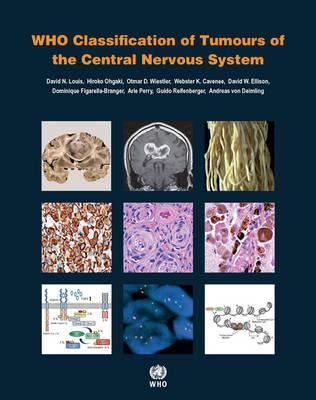 WHO Classification of Tumours of
the Central Nervous System
David N. Louis, Hiroko Ohgaki, Otmar D. Wiestler, Webster K. Cavenee, David W. Ellison,
Dominique Figarella-Branger, Arie Perry, Guido Reifenberger, Andreas von Deimling
WHO